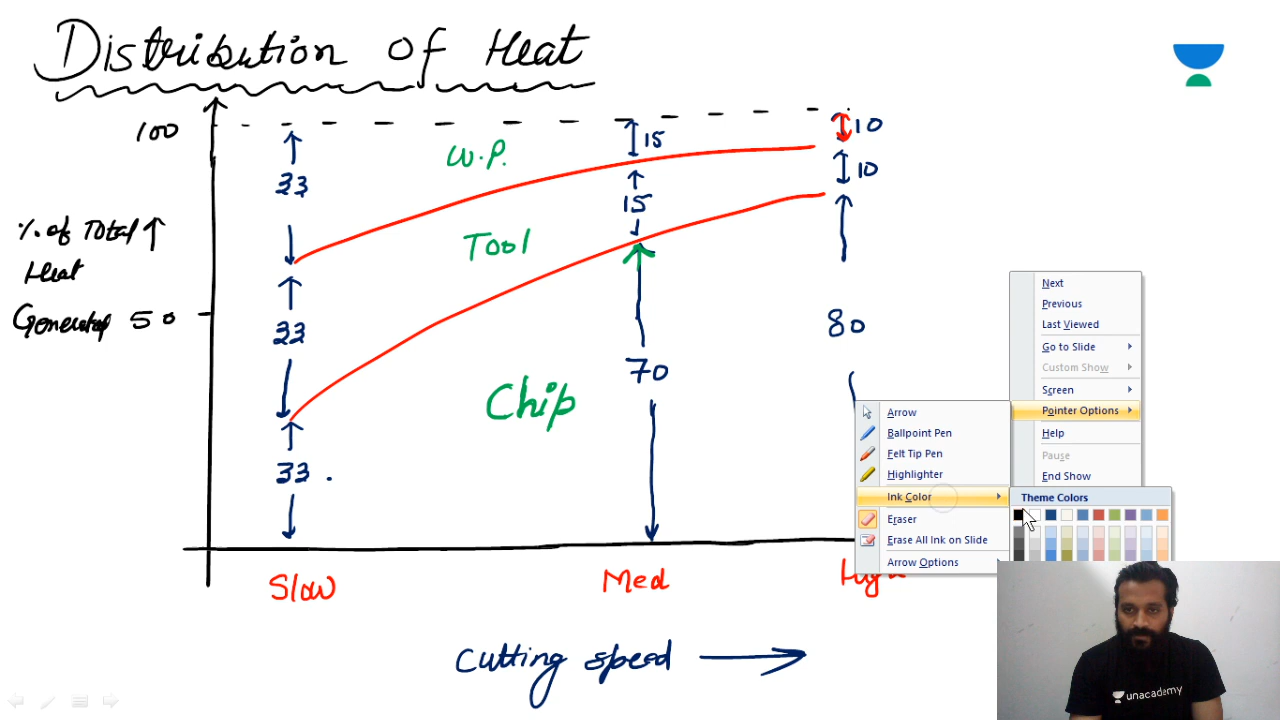 Distribution of Heat
100
% of Total
Heat
Generated 50
33
33
33 .
W.P.
Tool
Chip
15
15
70
10
10
80
Slow
Med
High
Cutting speed
Next
Previous
Last Viewed
Go to Slide
Custom Show
Screen
Pointer Options
Help
Pause
End Show
Arrow
Ballpoint Pen
Felt Tip Pen
Highlighter
Ink Color
Eraser
Erase All Ink on Slide
Arrow Options
Theme Colors
unacademy